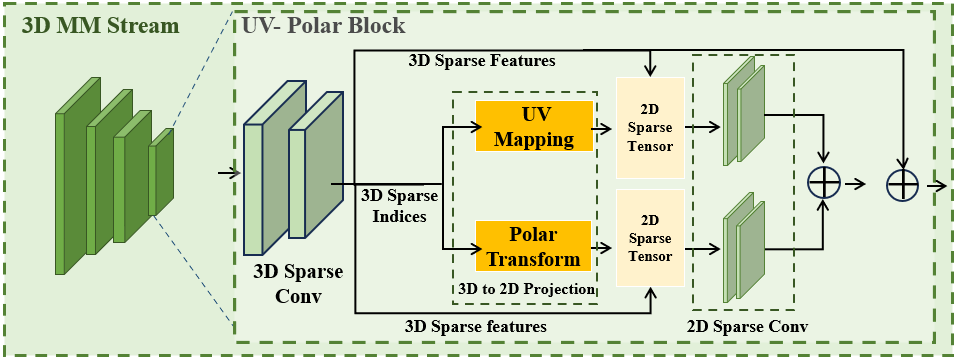 3D MM Stream
UV- Polar Block
3D Sparse Features
UV
Mapping
2D
Sparse
Tensor
3D Sparse
Indices
Polar
Transform
2D
Sparse
Tensor
3D Sparse
Conv
3D to 2D Projection
3D Sparse features
2D Sparse Conv